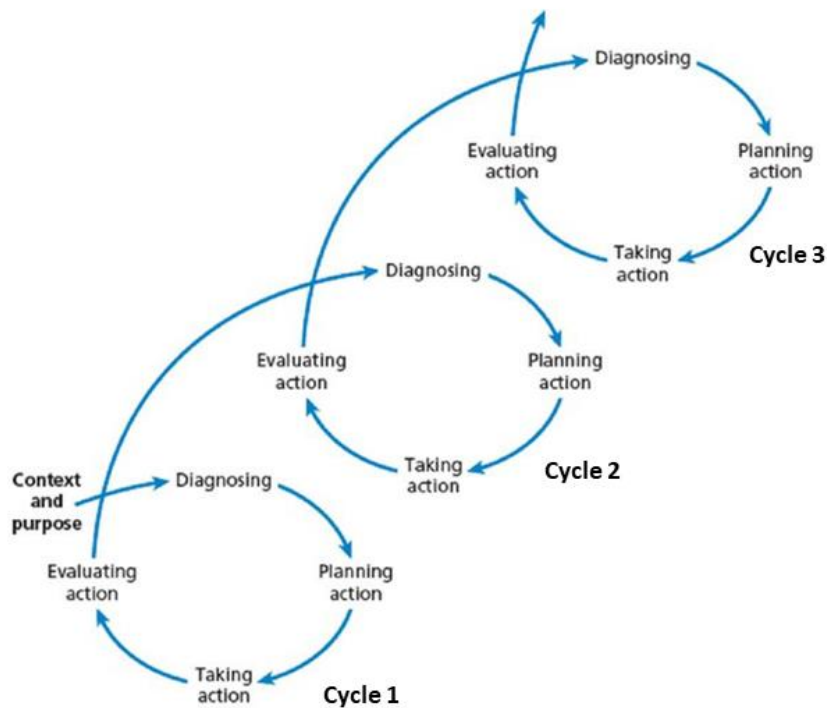 Diagnosing
Evaluating
action
Planning
action
Taking
action
Cycle 3
Diagnosing
Evaluating
action
Planning
action
Taking
action
Cycle 2
Context
and
purpose
Diagnosing
Evaluating
action
Planning
action
Taking
action
Cycle 1